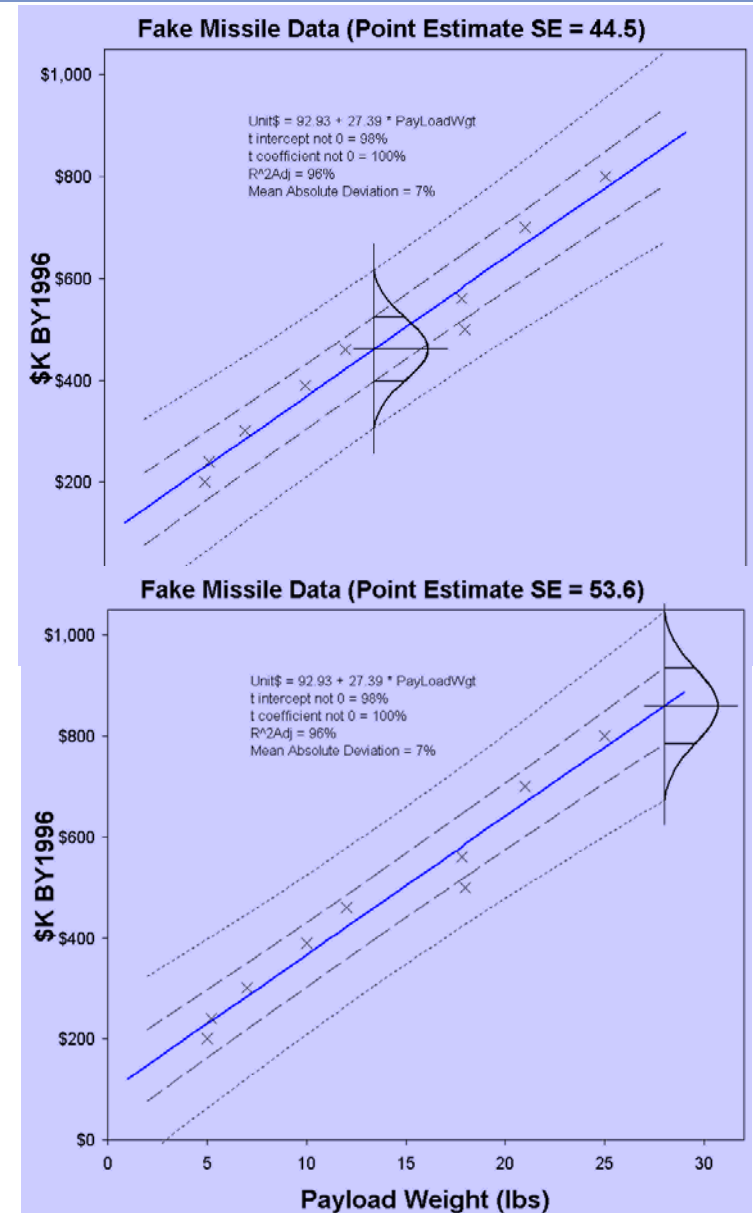 Fake Missile Data (Point Estimate SE = 44.5)
$1,000
Unit$ = 92.93 + 27.39 * PayLoadWgt
t intercept not 0 = 98%
t coefficient not 0 = 100%
R^2Adj = 96%
Mean Absolute Deviation = 7%
$800
$600
$K BY1996
$400
$200
Fake Missile Data (Point Estimate SE = 53.6)
$1,000
Unit$ = 92.93 + 27.39 * PayLoadWgt
t intercept not 0 = 98%
t coefficient not 0 = 100%
R^2Adj = 96%
Mean Absolute Deviation = 7%
$800
$600
$K BY1996
$400
$200
$0
0 5 10 15 20 25 30
Payload Weight (lbs)